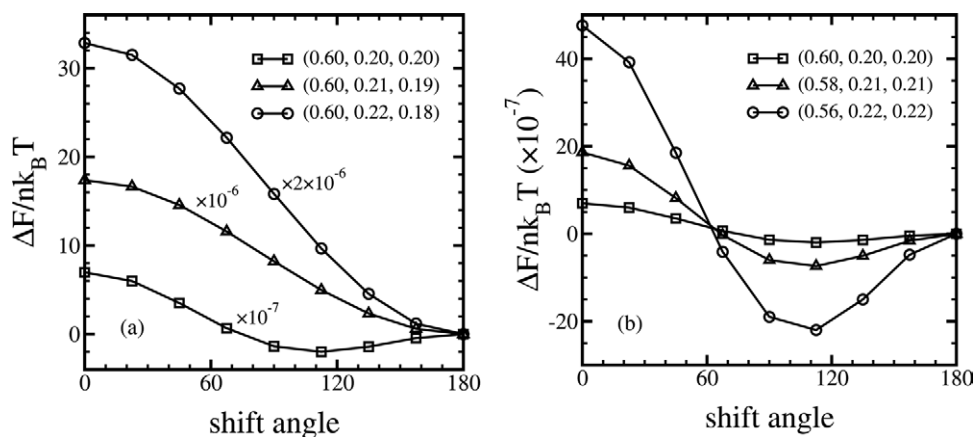 ΔF/nk_BT
30
20
10
0
(0.60, 0.20, 0.20)
(0.60, 0.21, 0.19)
(0.60, 0.22, 0.18)
×10^-6
×2×10^-6
×10^-7
(a)
0 60 120 180
shift angle
ΔF/nk_BT (×10^-7)
40
20
0
-20
(0.60, 0.20, 0.20)
(0.58, 0.21, 0.21)
(0.56, 0.22, 0.22)
(b)
0 60 120 180
shift angle